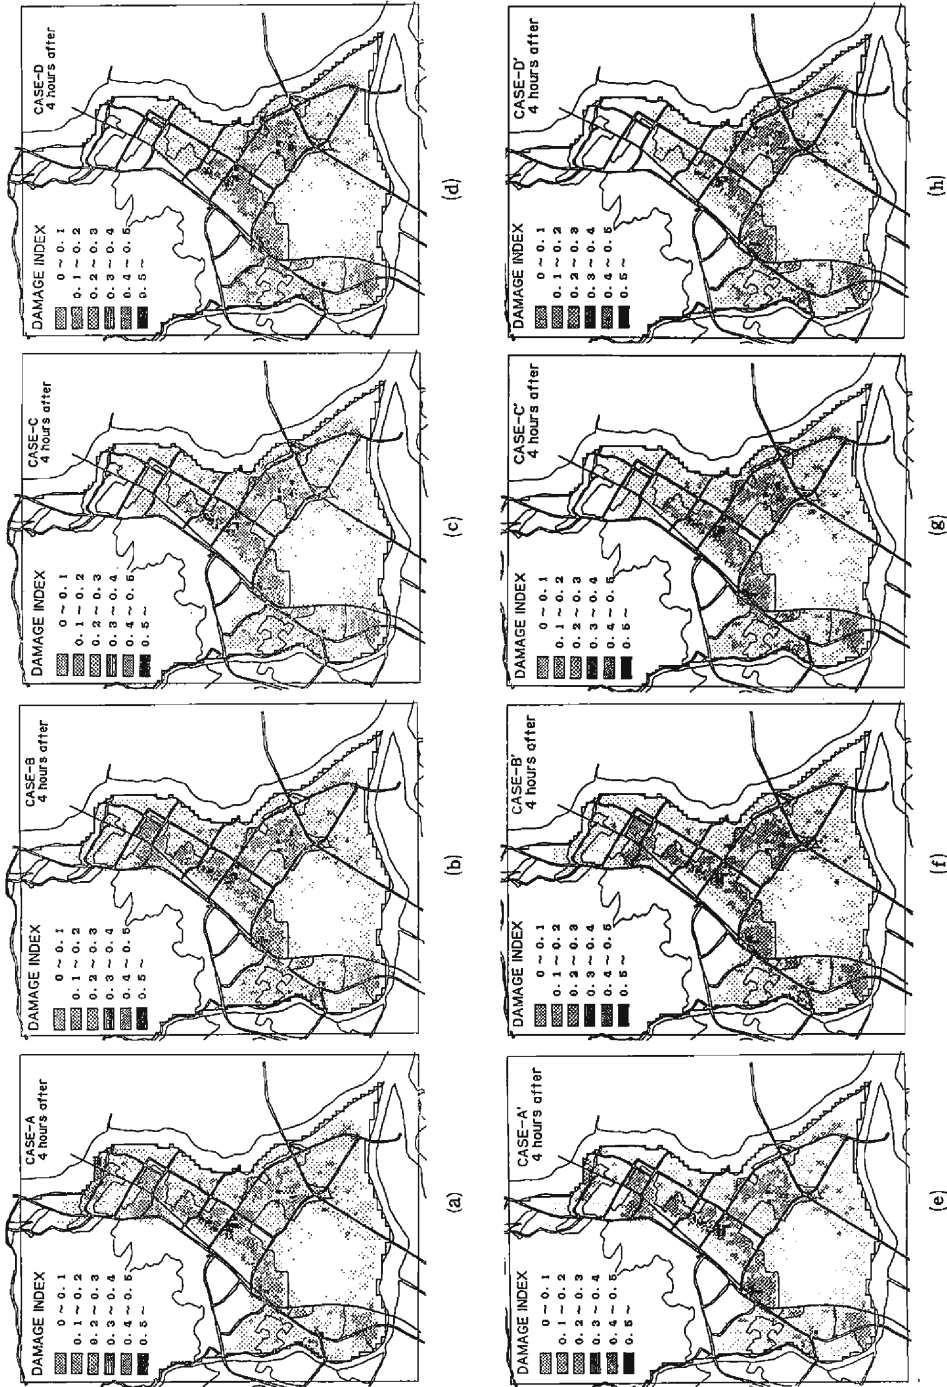 DAMAGE INDEX
0 ~ 0. 1
0. 1 ~ 0. 2
0. 2 ~ 0. 3
0. 3 ~ 0. 4
0. 4 ~ 0. 5
0. 5 ~
CASE-A
4 hours after
(a)
DAMAGE INDEX
0 ~ 0. 1
0. 1 ~ 0. 2
0. 2 ~ 0. 3
0. 3 ~ 0. 4
0. 4 ~ 0. 5
0. 5 ~
CASE-B
4 hours after
(b)
DAMAGE INDEX
0 ~ 0. 1
0. 1 ~ 0. 2
0. 2 ~ 0. 3
0. 3 ~ 0. 4
0. 4 ~ 0. 5
0. 5 ~
CASE-C
4 hours after
(c)
DAMAGE INDEX
0 ~ 0. 1
0. 1 ~ 0. 2
0. 2 ~ 0. 3
0. 3 ~ 0. 4
0. 4 ~ 0. 5
0. 5 ~
CASE-D
4 hours after
(d)
DAMAGE INDEX
0 ~ 0. 1
0. 1 ~ 0. 2
0. 2 ~ 0. 3
0. 3 ~ 0. 4
0. 4 ~ 0. 5
0. 5 ~
CASE-A'
4 hours after
(e)
DAMAGE INDEX
0 ~ 0. 1
0. 1 ~ 0. 2
0. 2 ~ 0. 3
0. 3 ~ 0. 4
0. 4 ~ 0. 5
0. 5 ~
CASE-B'
4 hours after
(f)
DAMAGE INDEX
0 ~ 0. 1
0. 1 ~ 0. 2
0. 2 ~ 0. 3
0. 3 ~ 0. 4
0. 4 ~ 0. 5
0. 5 ~
CASE-C'
4 hours after
(g)
DAMAGE INDEX
0 ~ 0. 1
0. 1 ~ 0. 2
0. 2 ~ 0. 3
0. 3 ~ 0. 4
0. 4 ~ 0. 5
0. 5 ~
CASE-D'
4 hours after
(h)